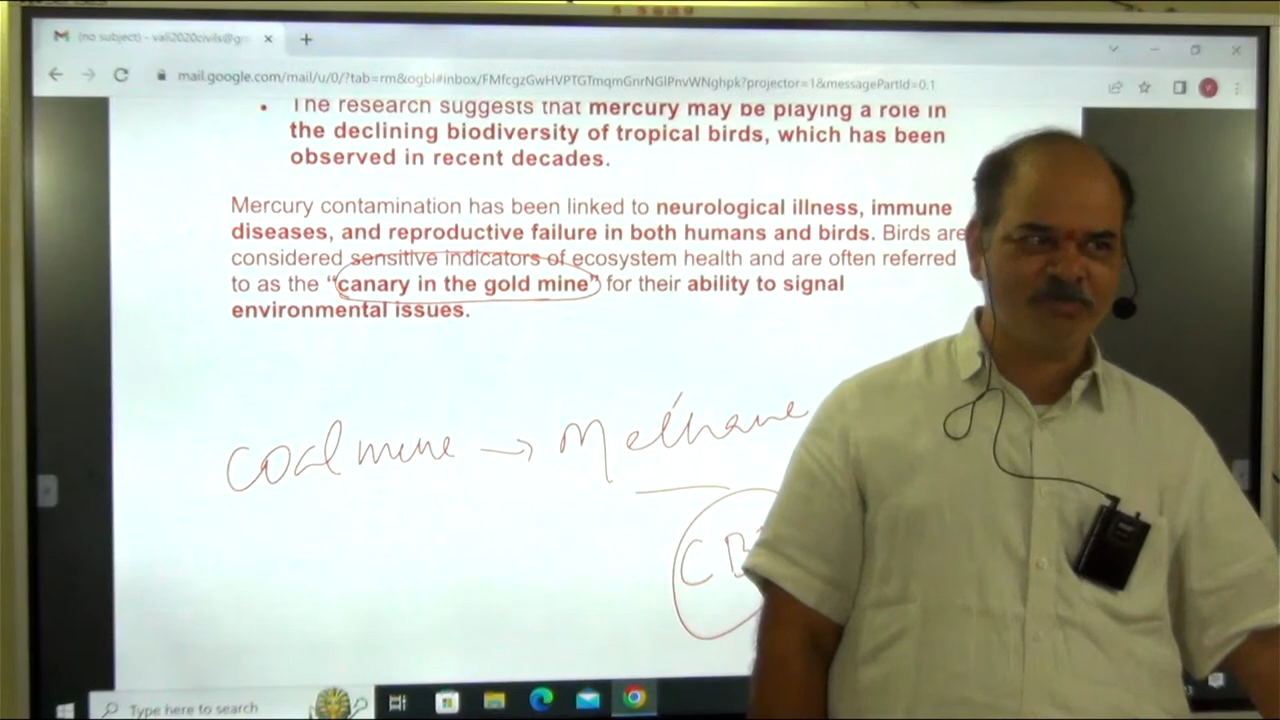 (no subject) - vali2020civils@g
mail.google.com/mail/u/0/?tab=rm&ogbl#inbox/FMfcgzGwHVPTGTmqmGnrNGlPnvWNghpk?projector=1&messagePartId=0.1
• The research suggests that mercury may be playing a role in
the declining biodiversity of tropical birds, which has been
observed in recent decades.
Mercury contamination has been linked to neurological illness, immune
diseases, and reproductive failure in both humans and birds. Birds are
considered sensitive indicators of ecosystem health and are often referred
to as the "canary in the gold mine" for their ability to signal
environmental issues.
Coal mine → Methane
CB
Type here to search